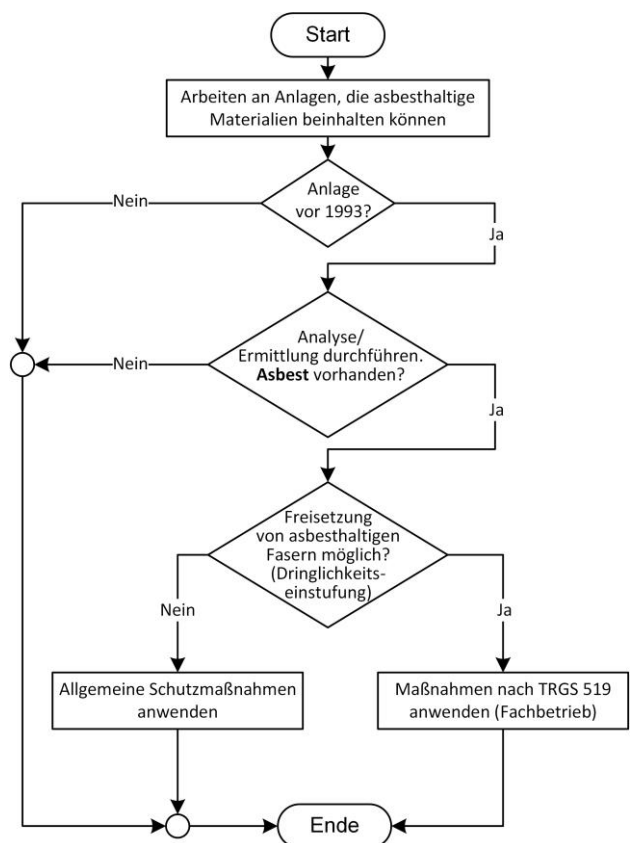 Start
Arbeiten an Anlagen, die asbesthaltige
Materialien beinhalten können
Anlage
vor 1993?
Nein
Ja
Analyse/
Ermittlung durchführen.
Asbest vorhanden?
Nein
Ja
Freisetzung
von asbesthaltigen
Fasern möglich?
(Dringlichkeits-
einstufung)
Nein
Ja
Allgemeine Schutzmaßnahmen
anwenden
Maßnahmen nach TRGS 519
anwenden (Fachbetrieb)
Ende